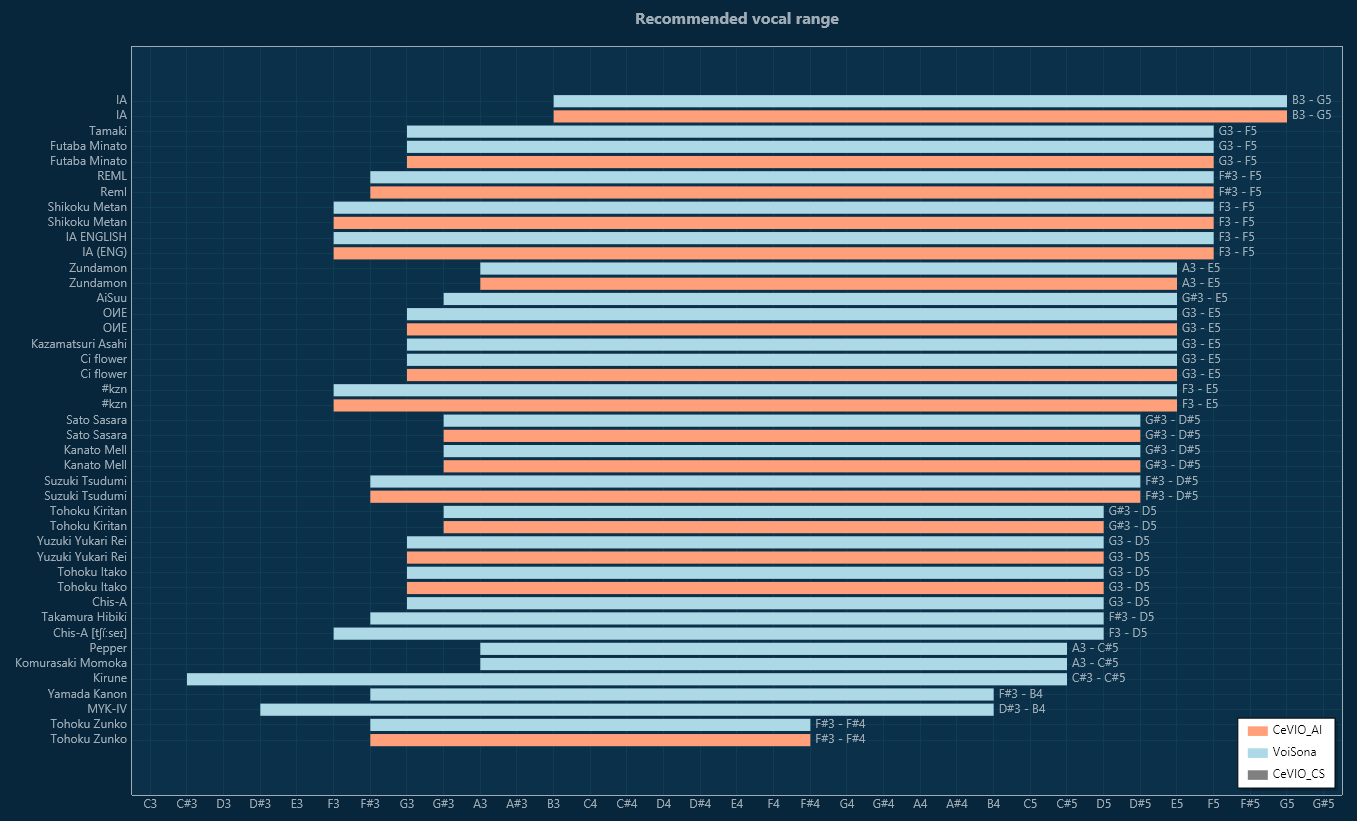 Recommended vocal range
IA B3 - G5
IA B3 - G5
Tamaki G3 - F5
Futaba Minato G3 - F5
Futaba Minato G3 - F5
REML F#3 - F5
Reml F#3 - F5
Shikoku Metan F3 - F5
Shikoku Metan F3 - F5
IA ENGLISH F3 - F5
IA (ENG) F3 - F5
Zundamon A3 - E5
Zundamon A3 - E5
AiSuu G#3 - E5
OИE G3 - E5
OИE G3 - E5
Kazamatsuri Asahi G3 - E5
Ci flower G3 - E5
Ci flower G3 - E5
#kzn F3 - E5
#kzn F3 - E5
Sato Sasara G#3 - D#5
Sato Sasara G#3 - D#5
Kanato Mell G#3 - D#5
Kanato Mell G#3 - D#5
Suzuki Tsudumi F#3 - D#5
Suzuki Tsudumi F#3 - D#5
Tohoku Kiritan G#3 - D5
Tohoku Kiritan G#3 - D5
Yuzuki Yukari Rei G3 - D5
Yuzuki Yukari Rei G3 - D5
Tohoku Itako G3 - D5
Tohoku Itako G3 - D5
Chis-A G3 - D5
Takamura Hibiki F#3 - D5
Chis-A [tʃíːseɪ] F3 - D5
Pepper A3 - C#5
Komurasaki Momoka A3 - C#5
Kirune C#3 - C#5
Yamada Kanon F#3 - B4
MYK-IV D#3 - B4
Tohoku Zunko F#3 - F#4
Tohoku Zunko F#3 - F#4
CeVIO_AI
VoiSona
CeVIO_CS
C3 C#3 D3 D#3 E3 F3 F#3 G3 G#3 A3 A#3 B3 C4 C#4 D4 D#4 E4 F4 F#4 G4 G#4 A4 A#4 B4 C5 C#5 D5 D#5 E5 F5 F#5 G5 G#5